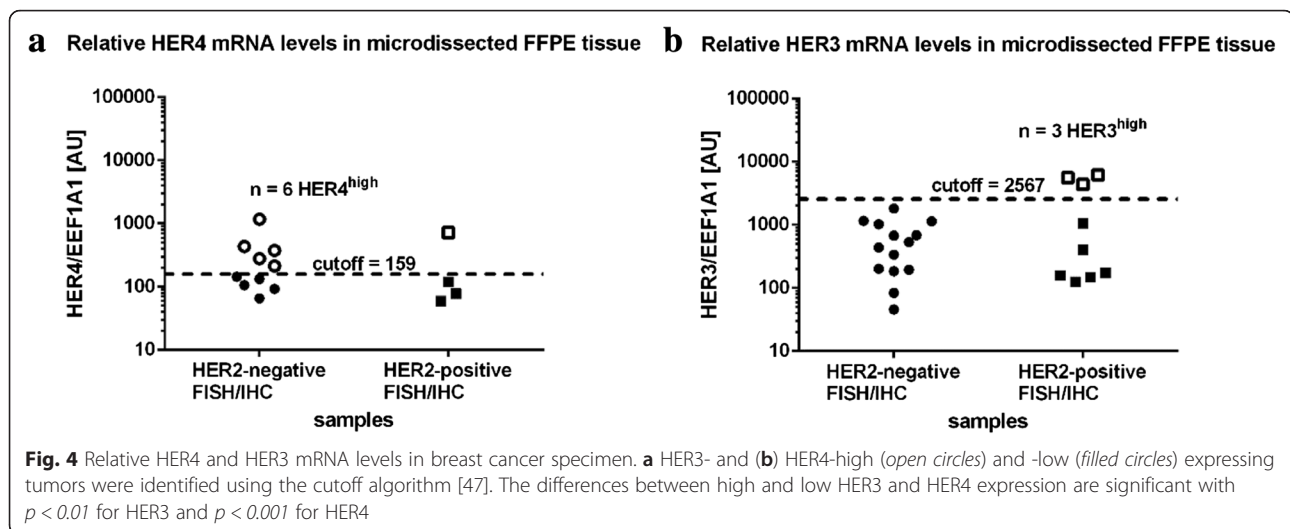 a Relative HER4 mRNA levels in microdissected FFPE tissue
100000
10000
1000
100
10
HER4/EEF1A1 [AU]
n = 6 HER4high
cutoff = 159
HER2-negative FISH/IHC
HER2-positive FISH/IHC
samples
b Relative HER3 mRNA levels in microdissected FFPE tissue
100000
10000
1000
100
10
HER3/EEF1A1 [AU]
n = 3 HER3high
cutoff = 2567
HER2-negative FISH/IHC
HER2-positive FISH/IHC
samples
Fig. 4 Relative HER4 and HER3 mRNA levels in breast cancer specimen. a HER3- and (b) HER4-high (open circles) and -low (filled circles) expressing
tumors were identified using the cutoff algorithm [47]. The differences between high and low HER3 and HER4 expression are significant with
p < 0.01 for HER3 and p < 0.001 for HER4